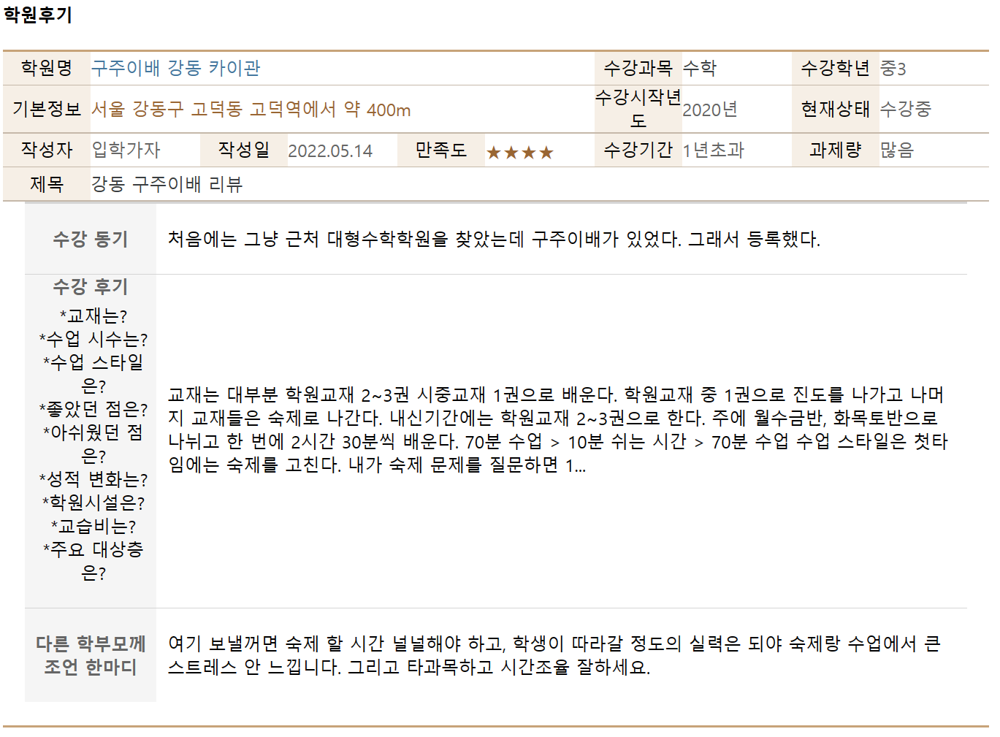 학원후기
학원명 구주이배 강동 카이관 수강과목 수학 수강학년 중3
기본정보 서울 강동구 고덕동 고덕역에서 약 400m 수강시작년
도 2020년 현재상태 수강중
작성자 입학가자 작성일 2022.05.14 만족도 ★★★★ 수강기간 1년초과 과제량 많음
제목 강동 구주이배 리뷰
수강 동기 처음에는 그냥 근처 대형수학학원을 찾았는데 구주이배가 있었다. 그래서 등록했다.
수강 후기
*교재는?
*수업 시수는?
*수업 스타일
은?
*좋았던 점은?
*아쉬웠던 점
은?
*성적 변화는?
*학원시설은?
*교습비는?
*주요 대상층
은?
교재는 대부분 학원교재 2~3권 시중교재 1권으로 배운다. 학원교재 중 1권으로 진도를 나가고 나머
지 교재들은 숙제로 나간다. 내신기간에는 학원교재 2~3권으로 한다. 주에 월수금반, 화목토반으로
나뉘고 한 번에 2시간 30분씩 배운다. 70분 수업 > 10분 쉬는 시간 > 70분 수업 수업 스타일은 첫타
임에는 숙제를 고친다. 내가 숙제 문제를 질문하면 1...
다른 학부모께
조언 한마디
여기 보낼꺼면 숙제 할 시간 널널해야 하고, 학생이 따라갈 정도의 실력은 되야 숙제랑 수업에서 큰
스트레스 안 느낍니다. 그리고 타과목하고 시간조율 잘하세요.